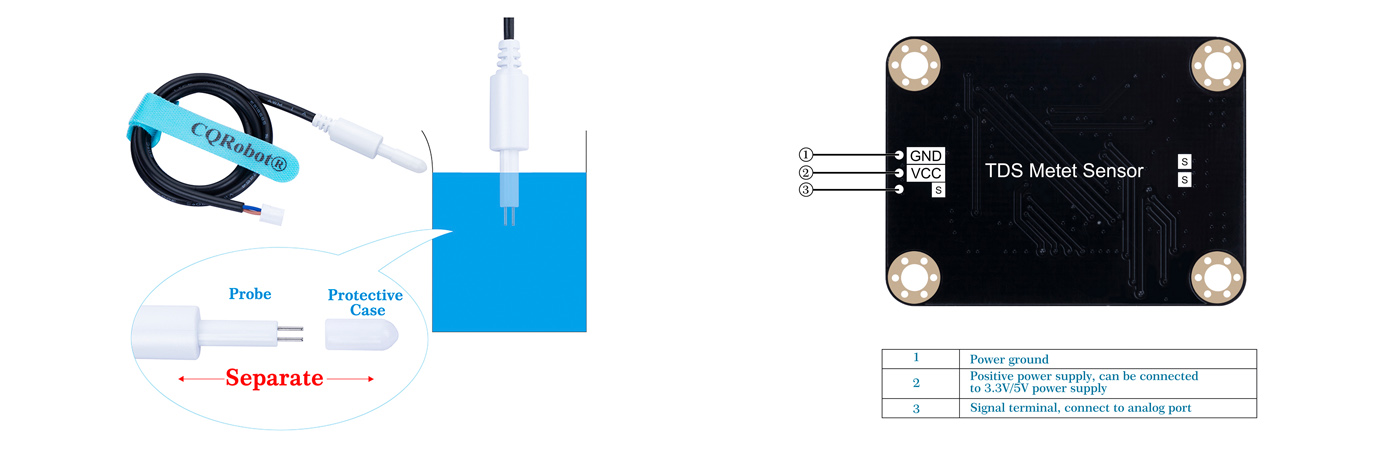 CQRobot®
Probe
Protective
Case
Separate
1 GND
2 VCC
3 S
TDS Metet Sensor
S
S
1 Power ground
2 Positive power supply, can be connected
to 3.3V/5V power supply
3 Signal terminal, connect to analog port